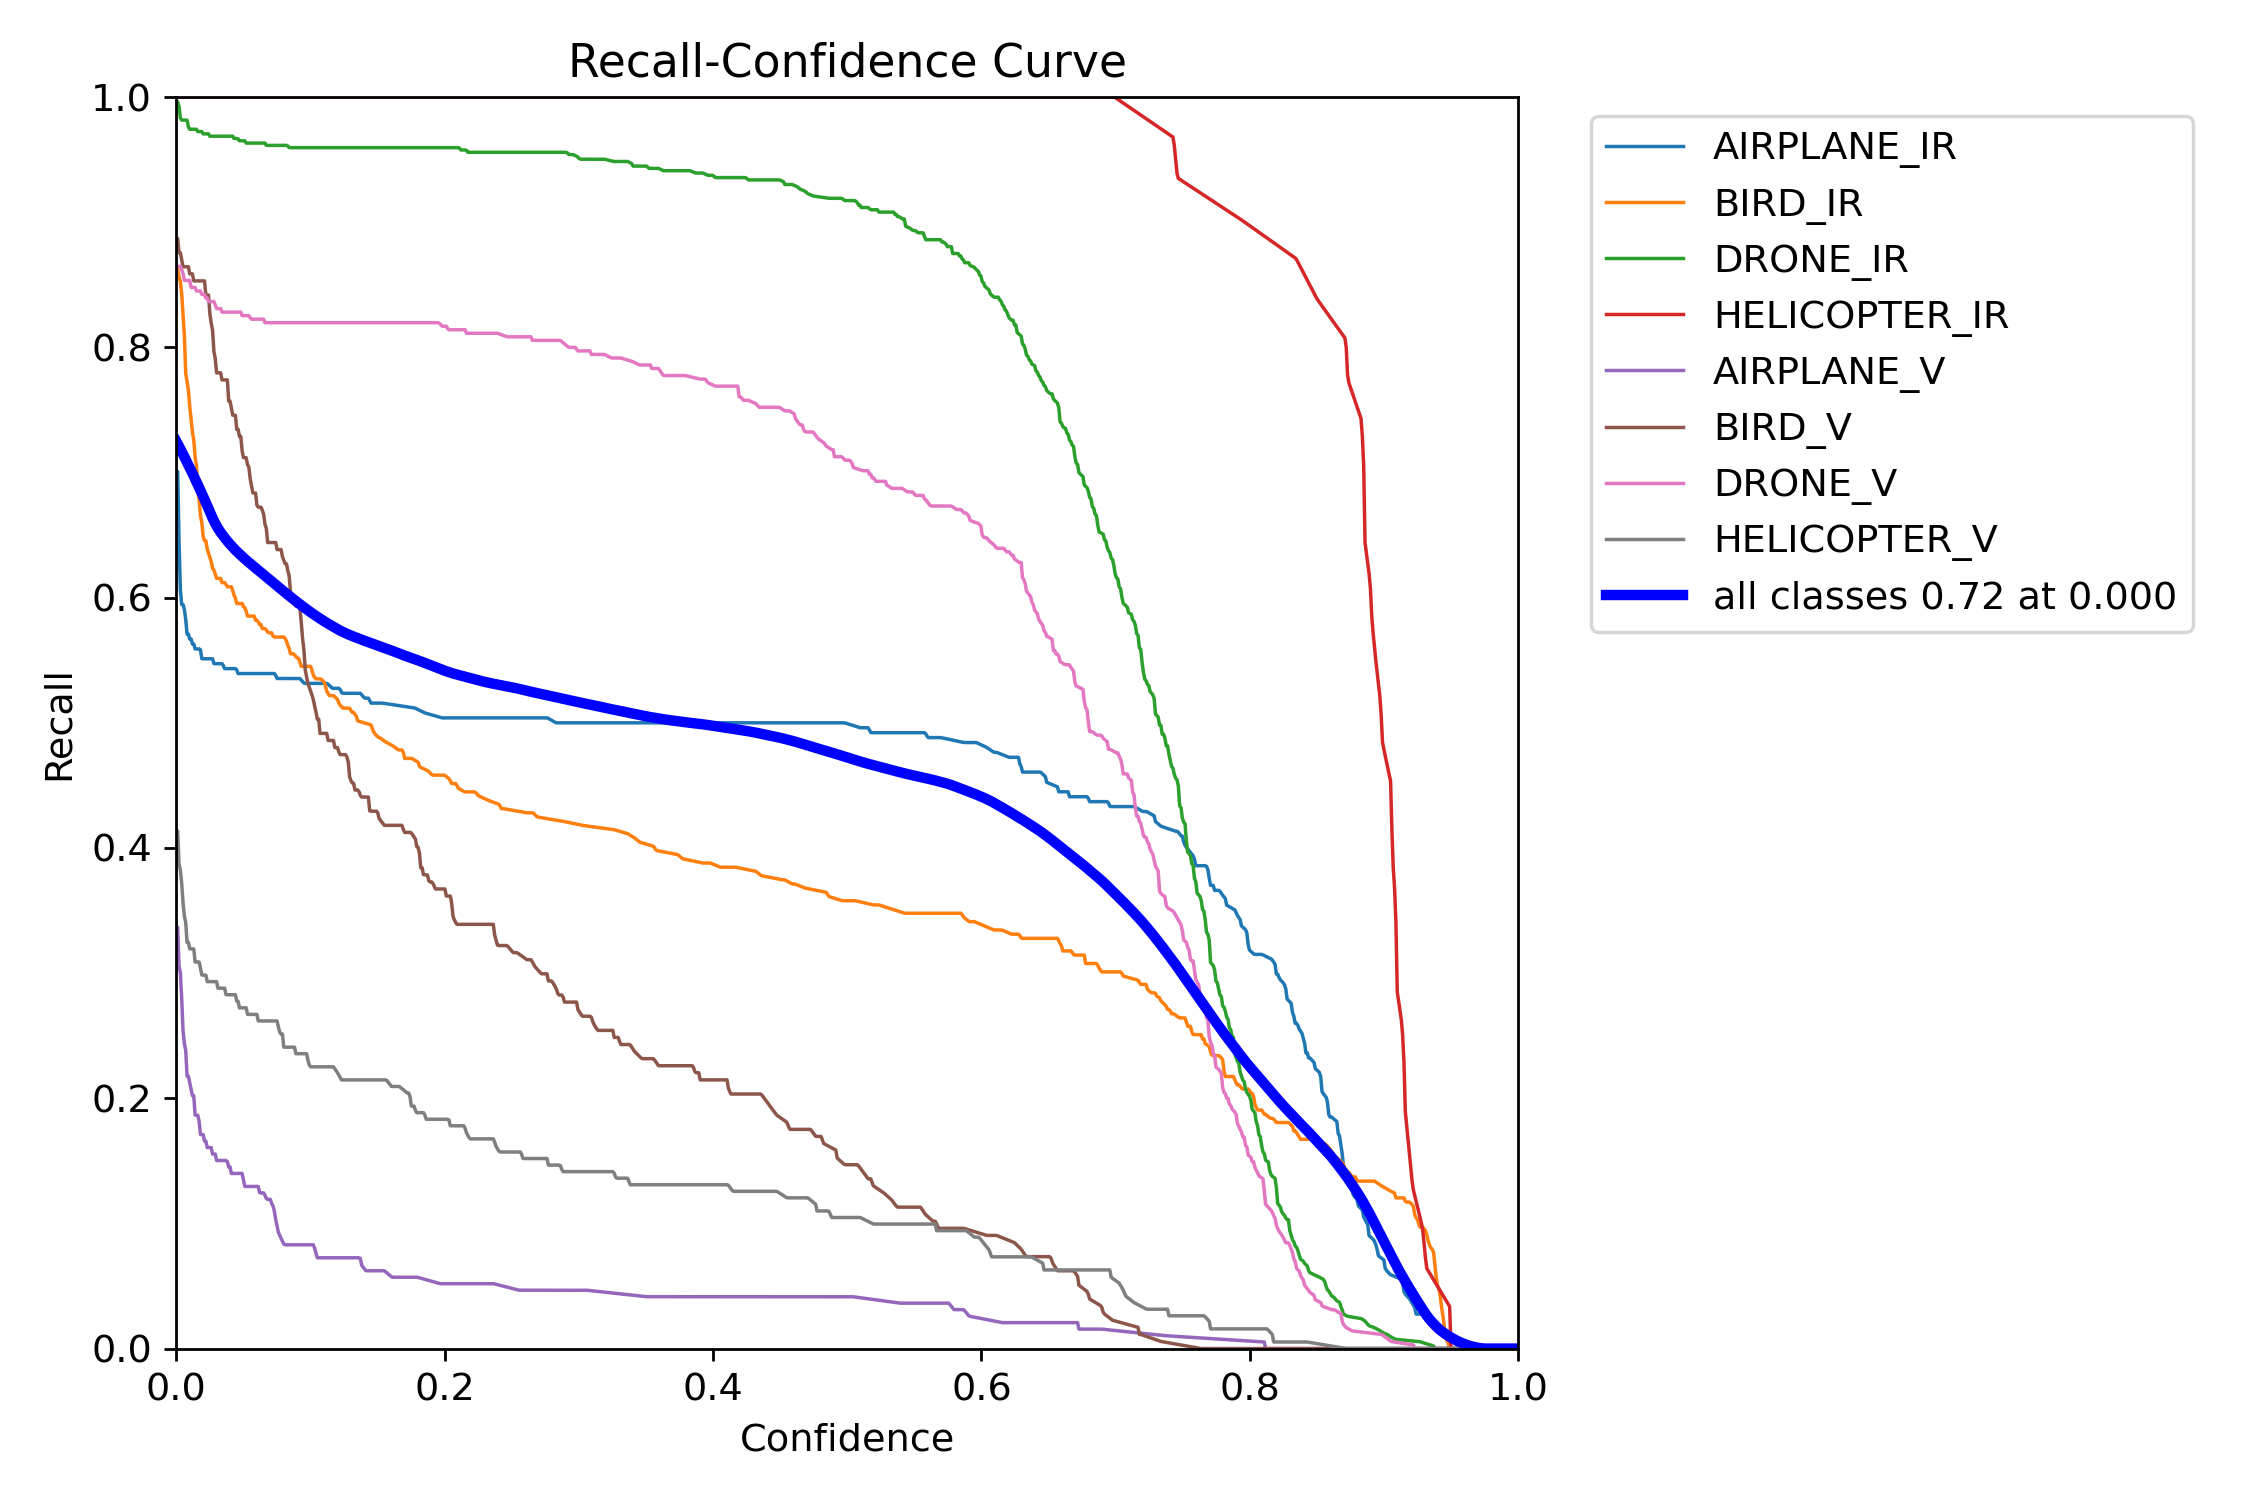 Recall-Confidence Curve
1.0
0.8
0.6
0.4
0.2
0.0
Recall
0.0 0.2 0.4 0.6 0.8 1.0
Confidence
AIRPLANE_IR
BIRD_IR
DRONE_IR
HELICOPTER_IR
AIRPLANE_V
BIRD_V
DRONE_V
HELICOPTER_V
all classes 0.72 at 0.000